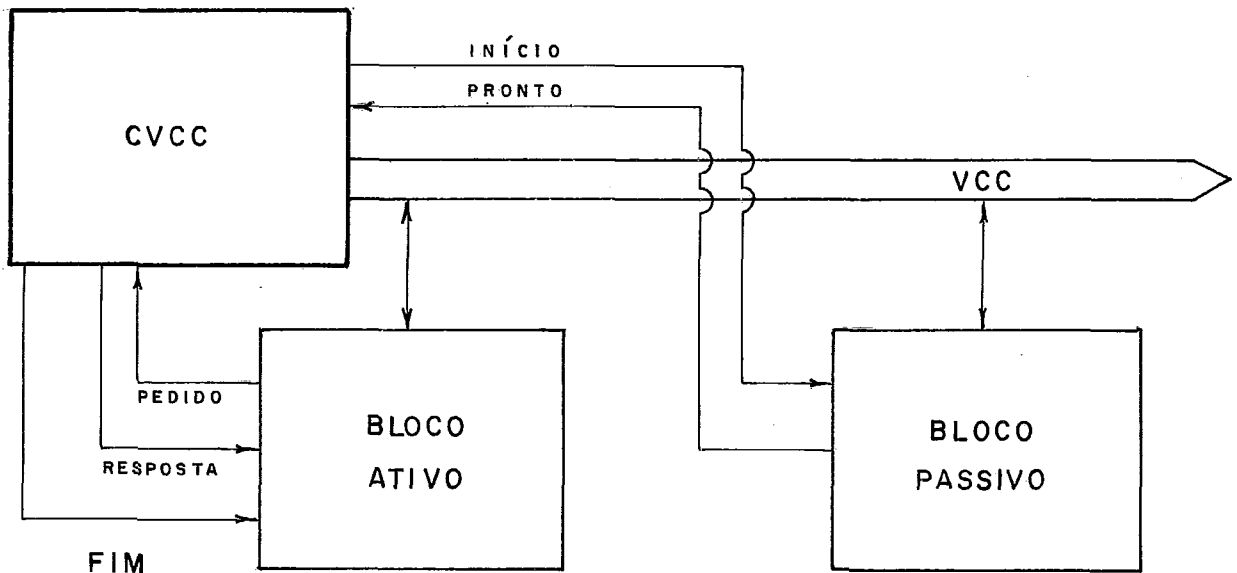 INÍCIO
PRONTO
CVCC
VCC
PEDIDO
RESPOSTA
BLOCO
ATIVO
BLOCO
PASSIVO
FIM